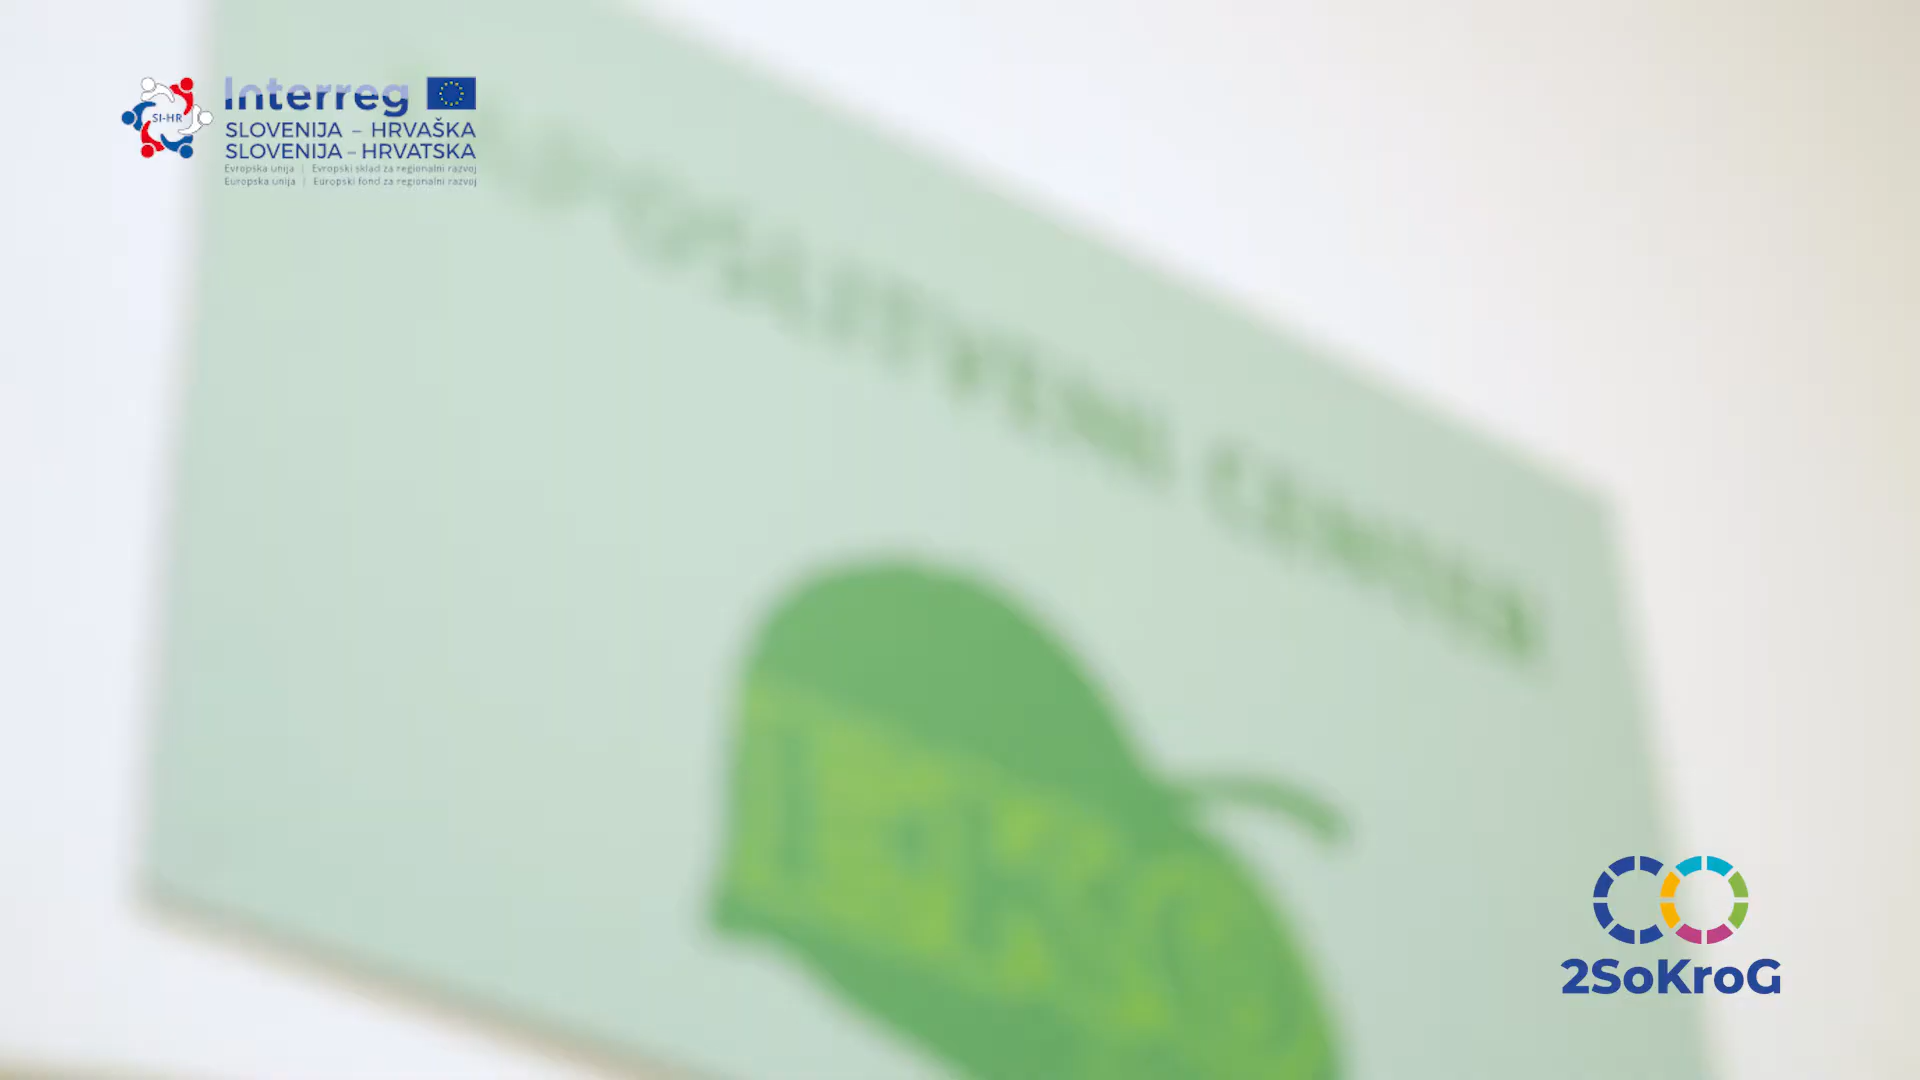 SI-HR
Interreg
SLOVENIJA – HRVAŠKA
SLOVENIJA – HRVATSKA
Evropska unija | Evropski sklad za regionalni razvoj
Europska unija | Europski fond za regionalni razvoj
CENTER
2SoKroG